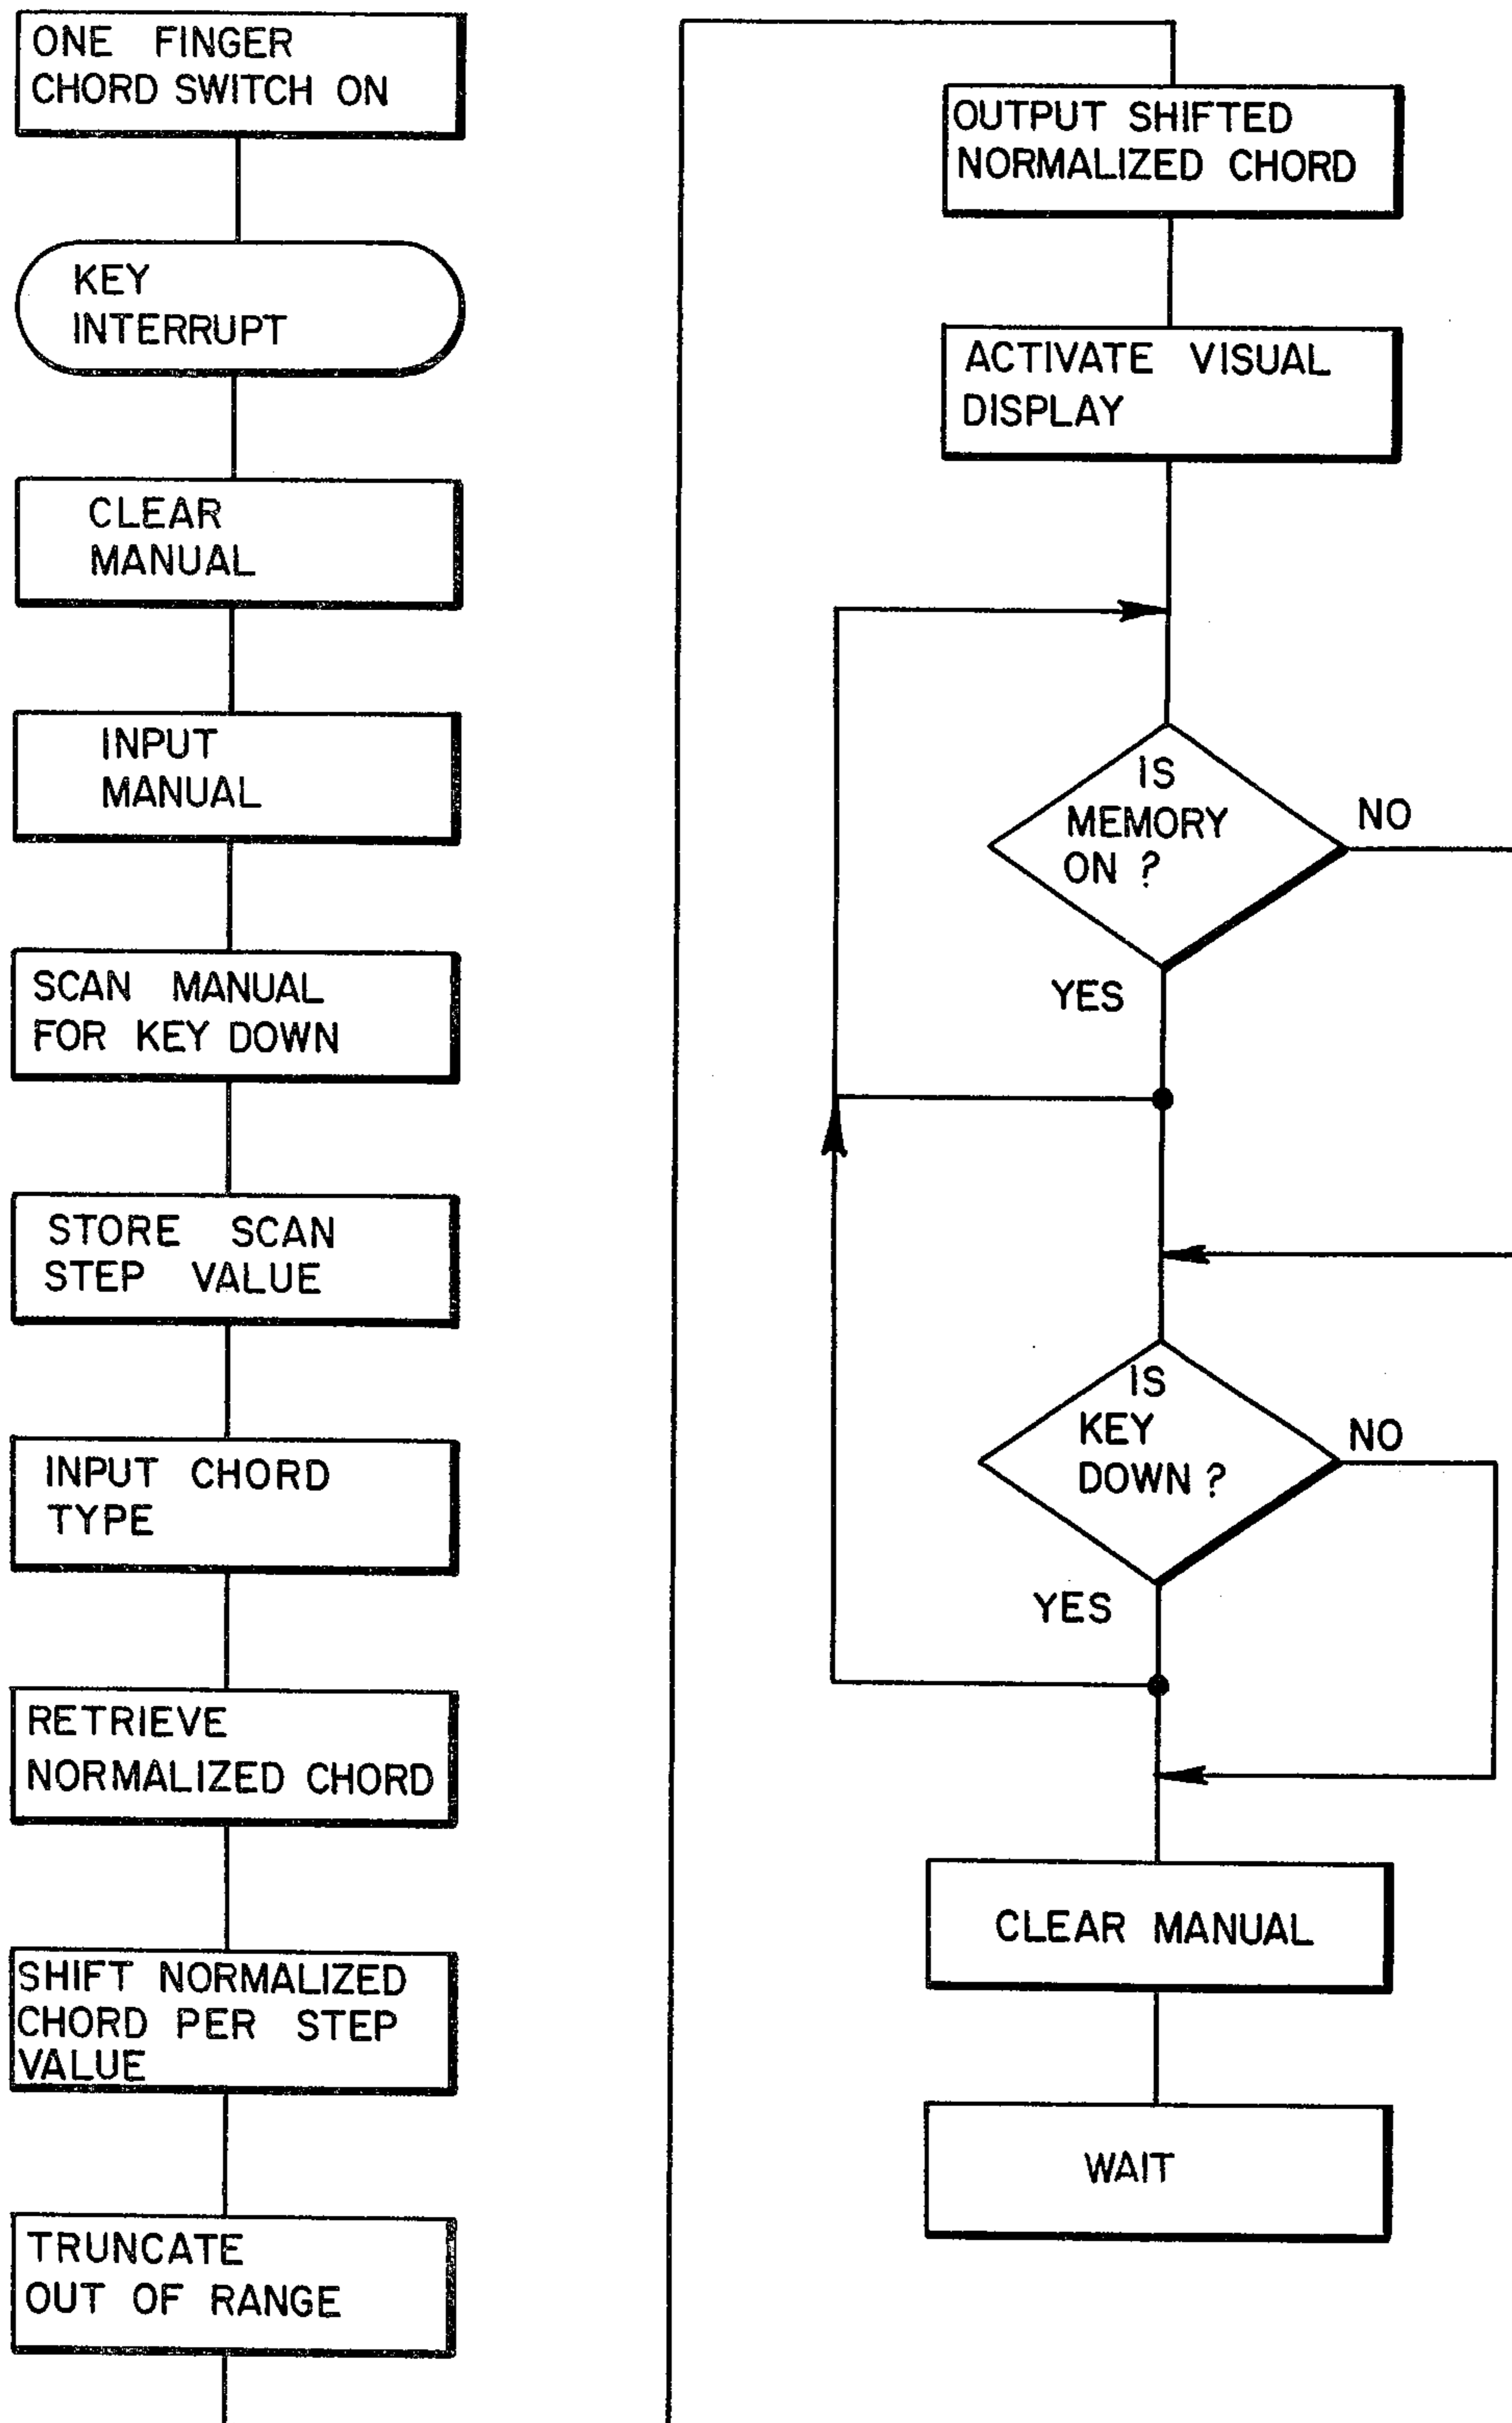 ONE FINGER
CHORD SWITCH ON
KEY
INTERRUPT
CLEAR
MANUAL
INPUT
MANUAL
SCAN MANUAL
FOR KEY DOWN
STORE SCAN
STEP VALUE
INPUT CHORD
TYPE
RETRIEVE
NORMALIZED CHORD
SHIFT NORMALIZED
CHORD PER STEP
VALUE
TRUNCATE
OUT OF RANGE
OUTPUT SHIFTED
NORMALIZED CHORD
ACTIVATE VISUAL
DISPLAY
IS
MEMORY
ON ?
NO
YES
IS
KEY
DOWN ?
NO
YES
CLEAR MANUAL
WAIT